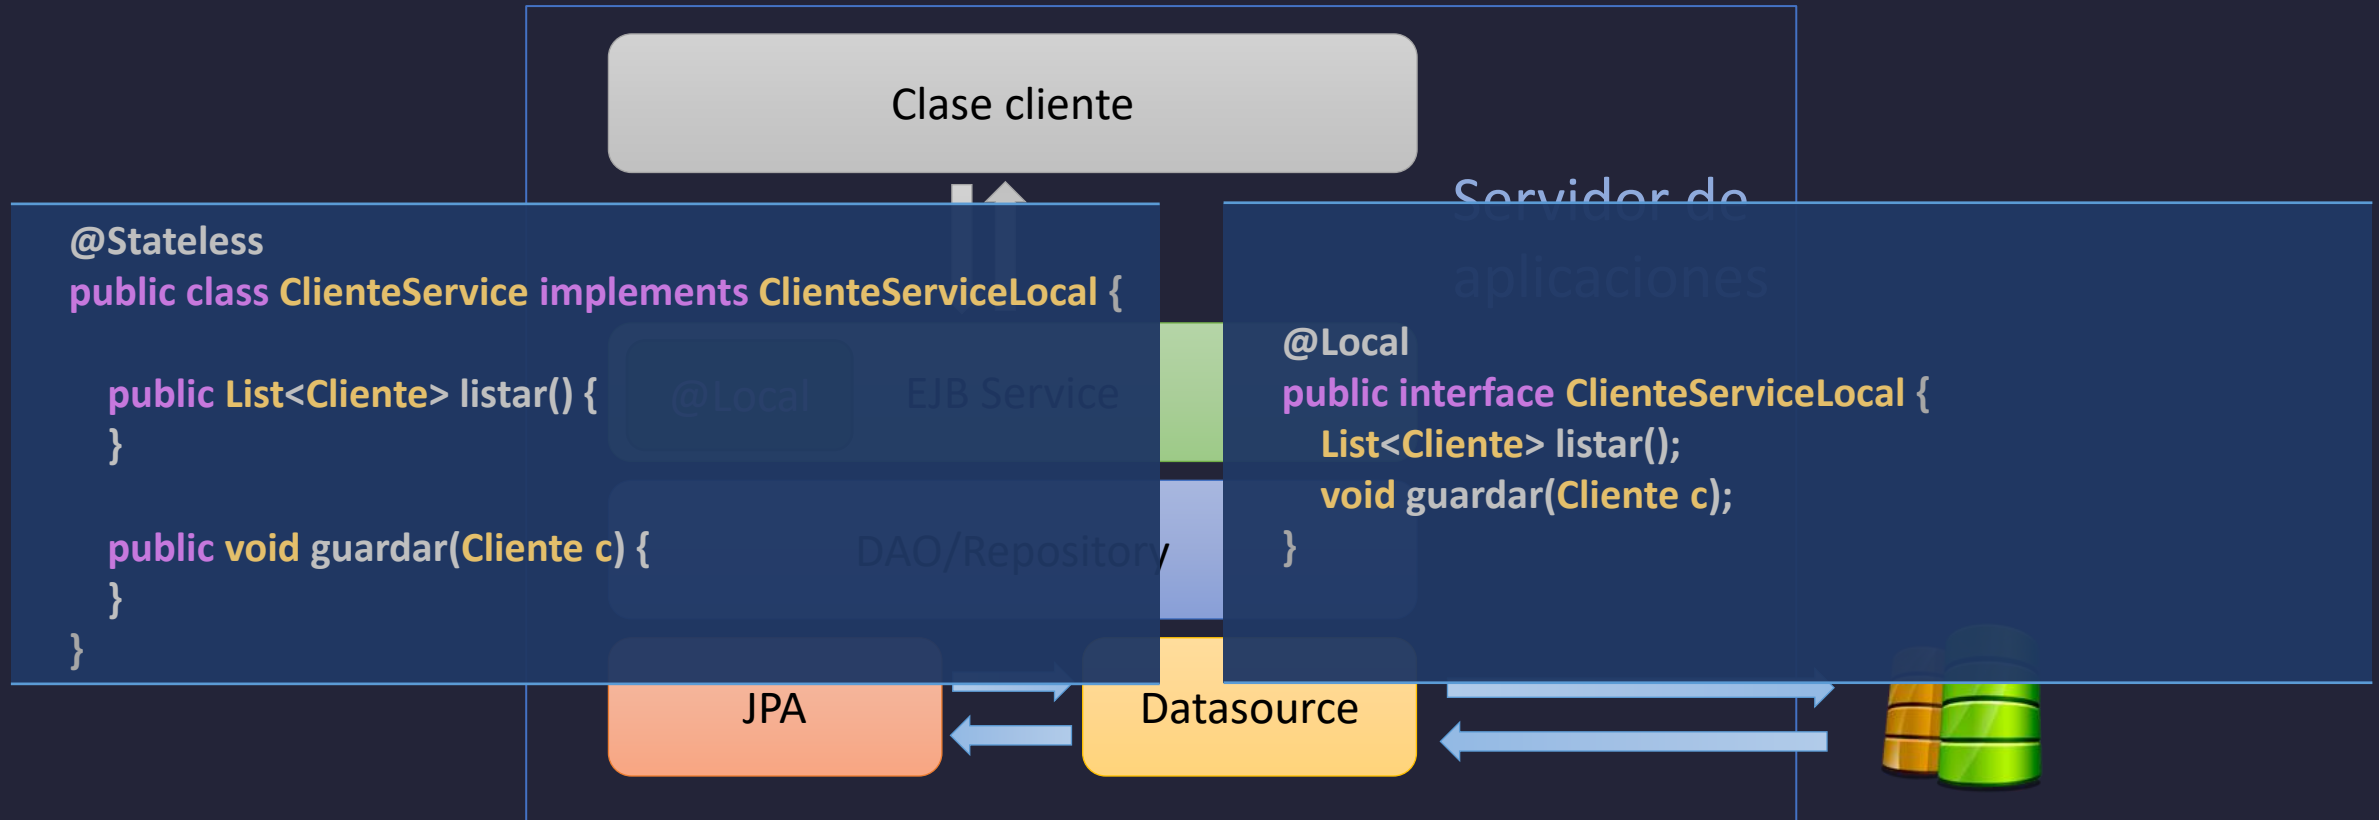 Clase cliente
Servidor de
aplicaciones
@Stateless
public class ClienteService implements ClienteServiceLocal {
public List<Cliente> listar() {
}
public void guardar(Cliente c) {
}
}
@Local
public interface ClienteServiceLocal {
List<Cliente> listar();
void guardar(Cliente c);
}
@Local
EJB Service
DAO/Repository
JPA
Datasource